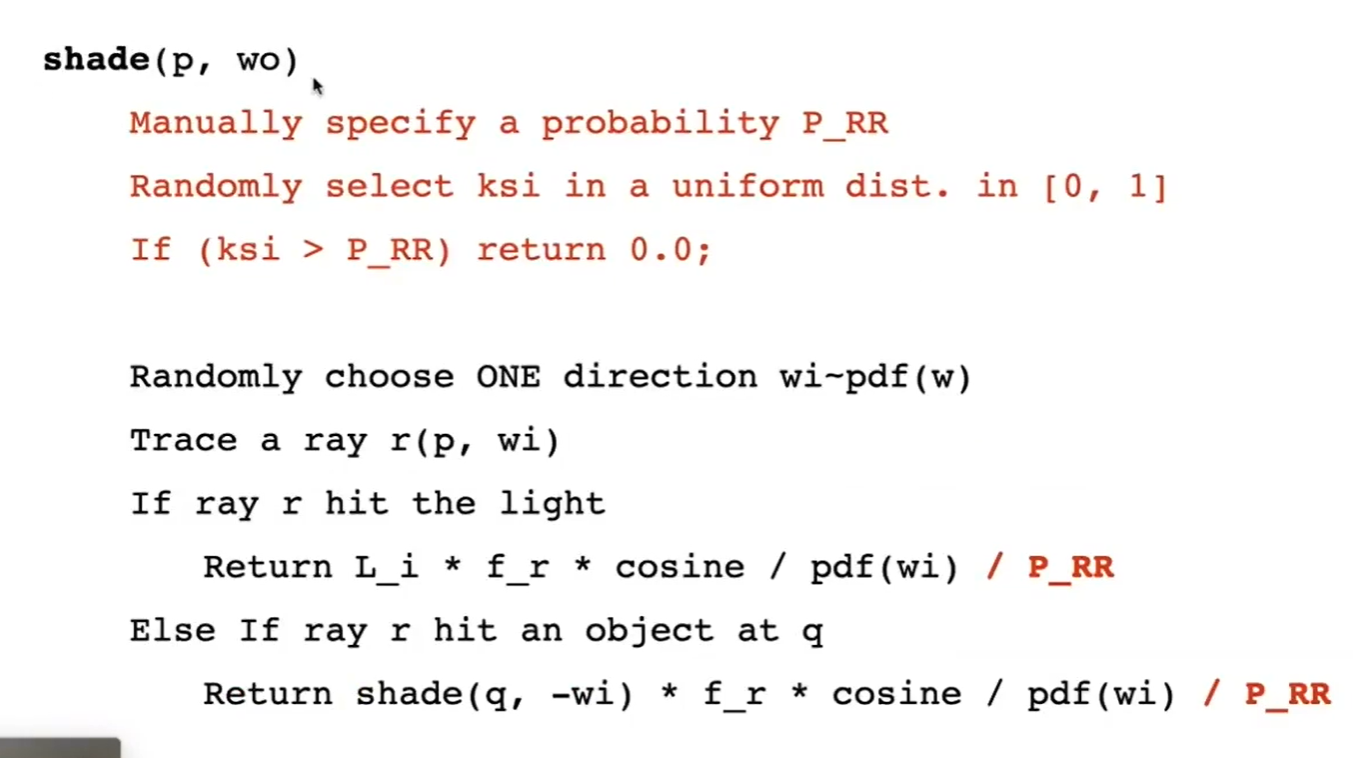 shade(p, wo)
Manually specify a probability P_RR
Randomly select ksi in a uniform dist. in [0, 1]
If (ksi > P_RR) return 0.0;
Randomly choose ONE direction wi~pdf(w)
Trace a ray r(p, wi)
If ray r hit the light
Return L_i * f_r * cosine / pdf(wi) / P_RR
Else If ray r hit an object at q
Return shade(q, -wi) * f_r * cosine / pdf(wi) / P_RR